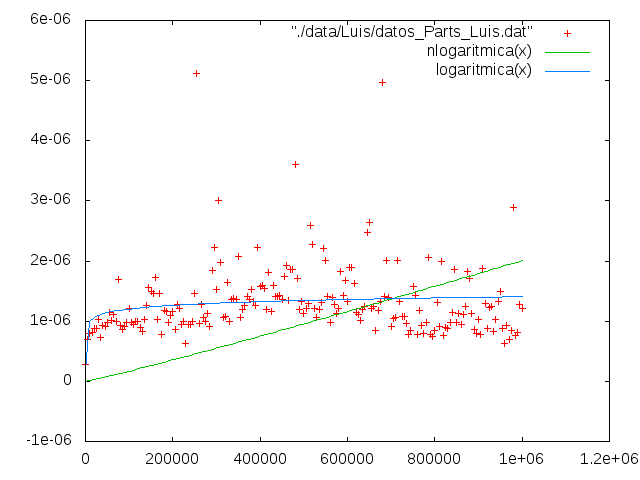 6e-06
"./data/Luis/datos_Parts_Luis.dat"
nlogaritmica(x)
logaritmica(x)
5e-06
4e-06
3e-06
2e-06
1e-06
0
-1e-06
0 200000 400000 600000 800000 1e+06 1.2e+06